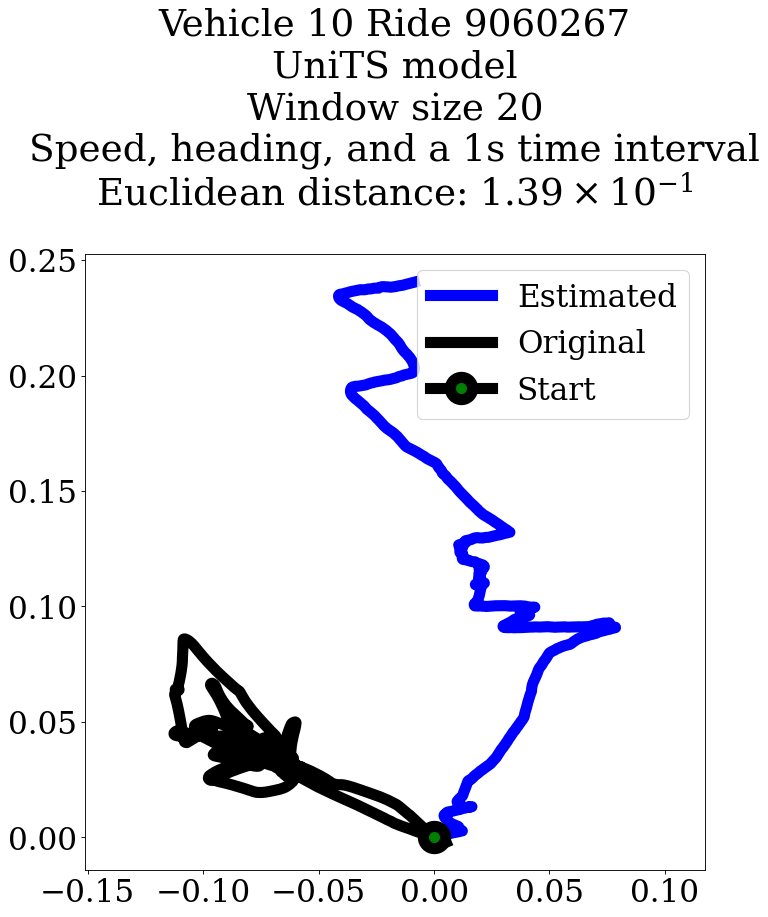 Vehicle 10 Ride 9060267
UniTS model
Window size 20
Speed, heading, and a 1s time interval
Euclidean distance: 1.39 × 10⁻¹
0.25
0.20
0.15
0.10
0.05
0.00
Estimated
Original
Start
−0.15 −0.10 −0.05 0.00 0.05 0.10